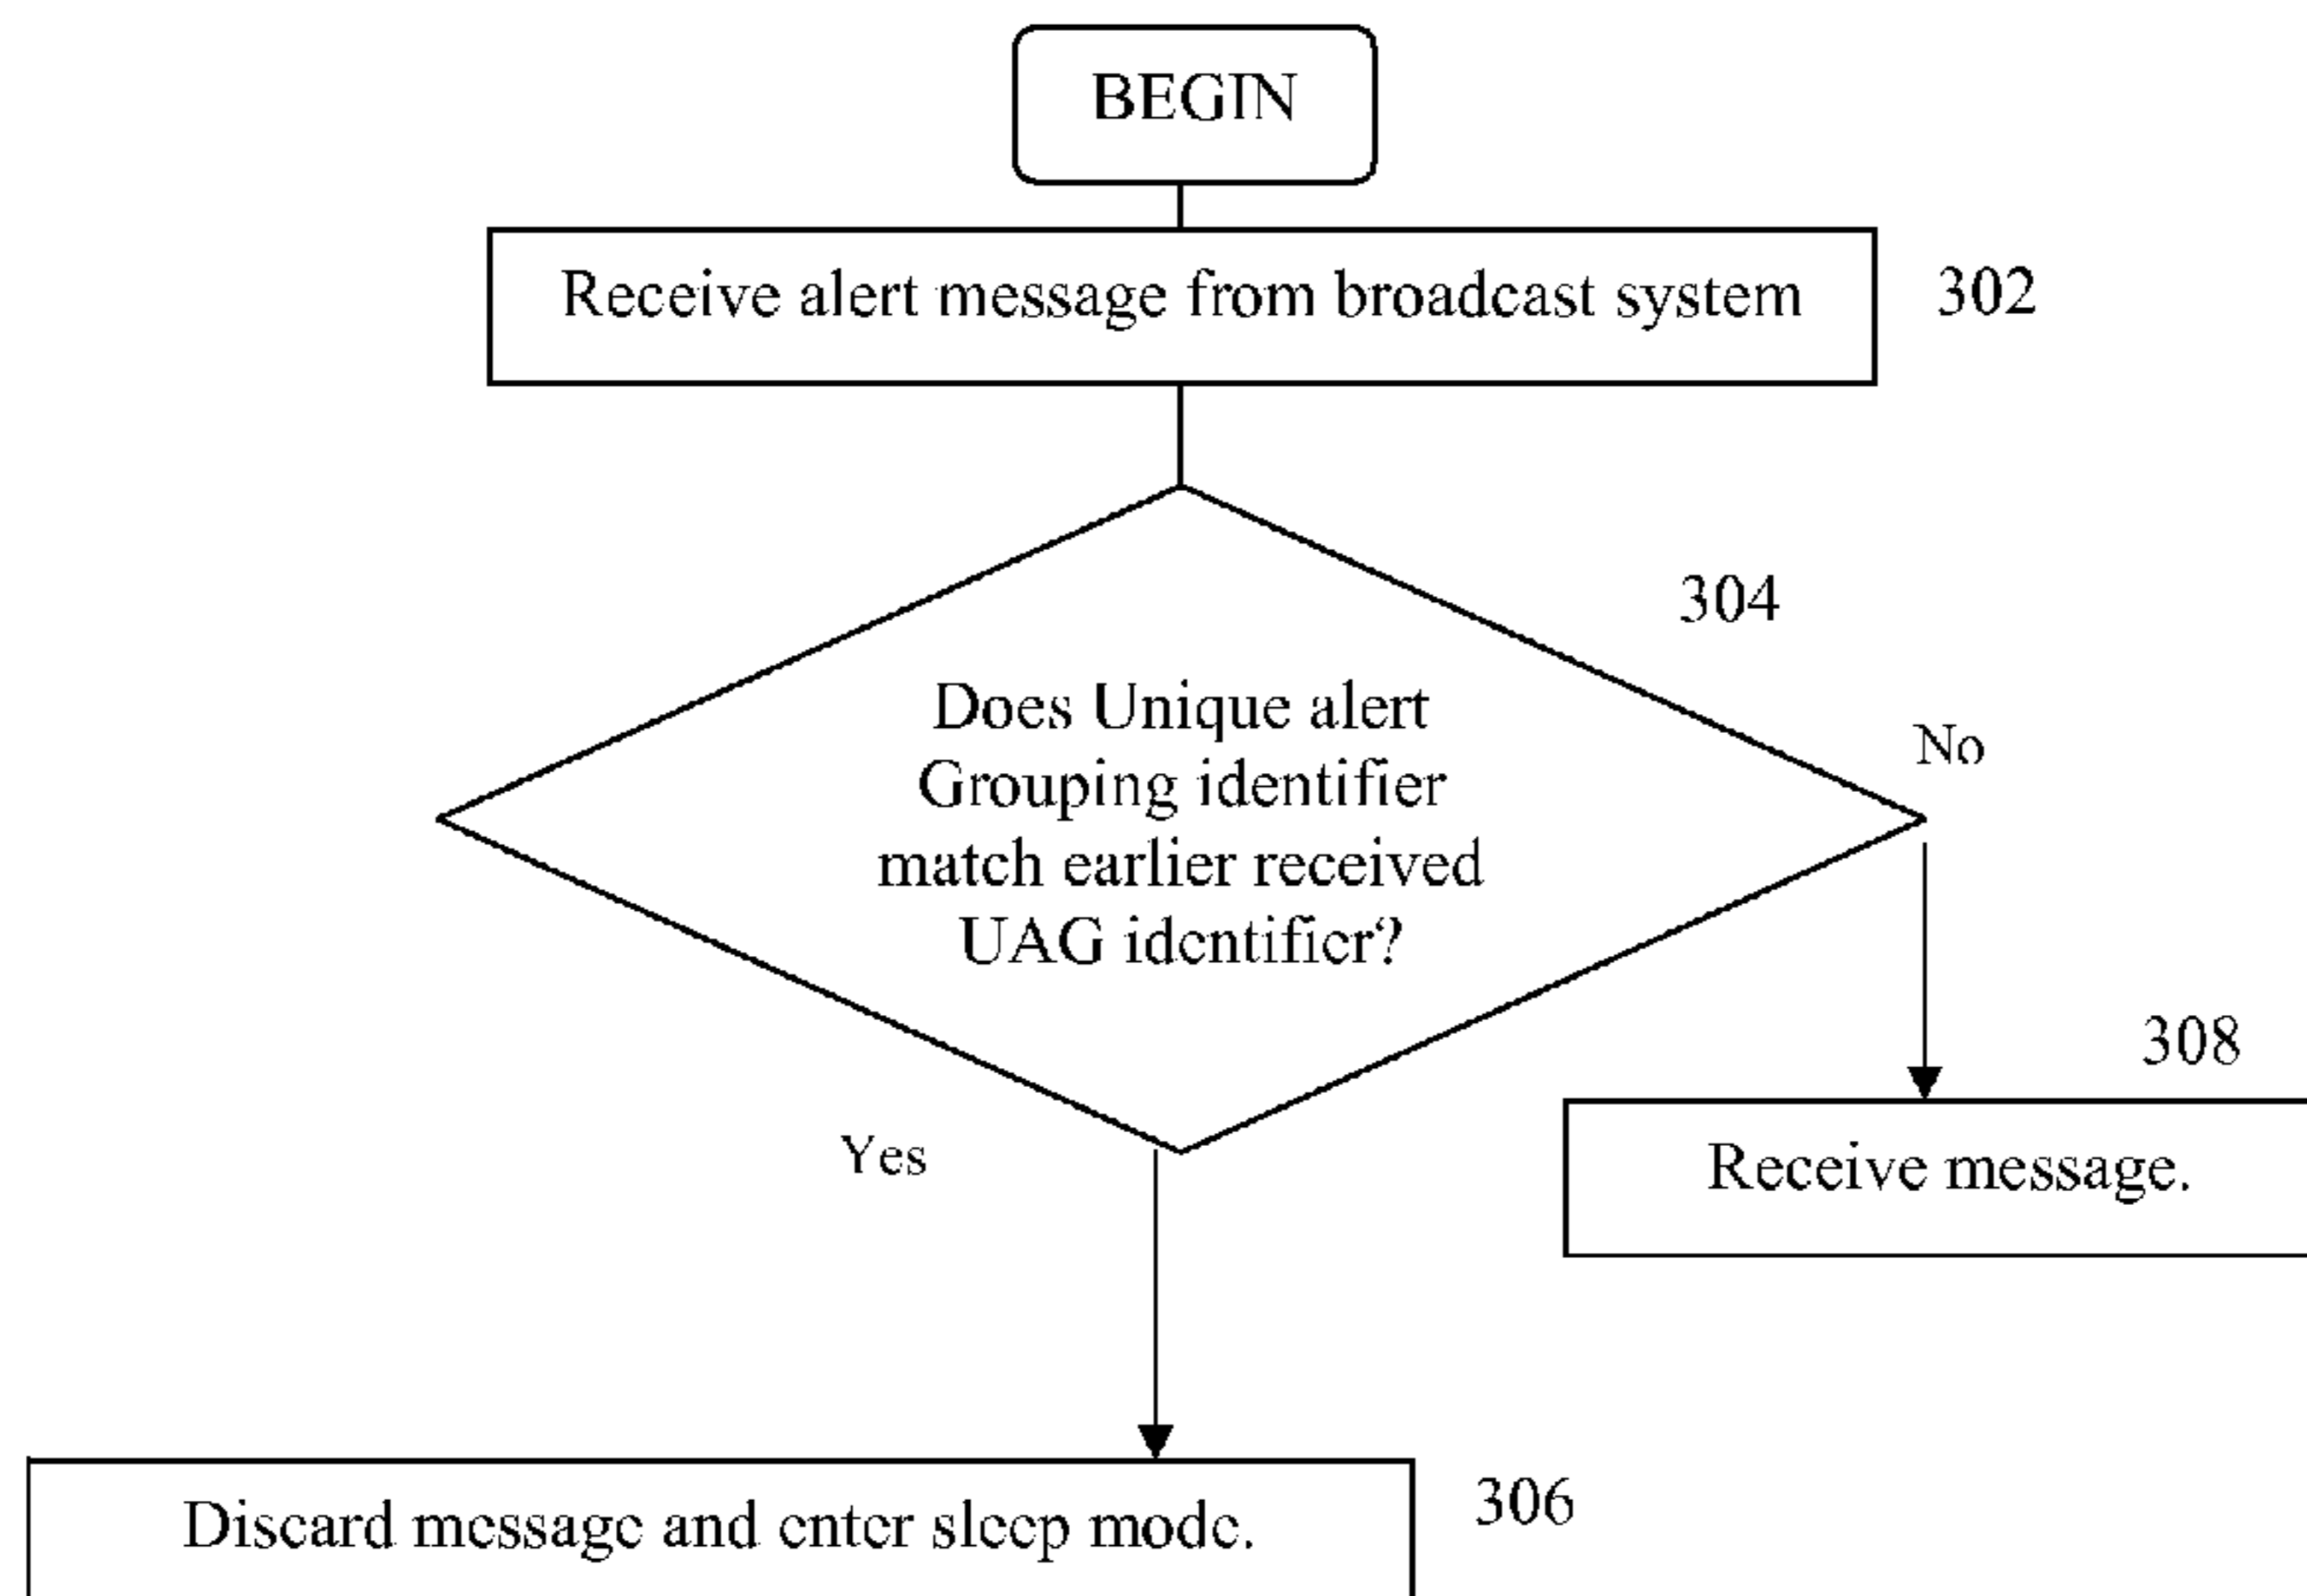 BEGIN
Receive alert message from broadcast system
302
304
Does Unique alert
Grouping identifier
match earlier received
UAG identifier?
No
308
Receive message.
Yes
306
Discard message and enter sleep mode.